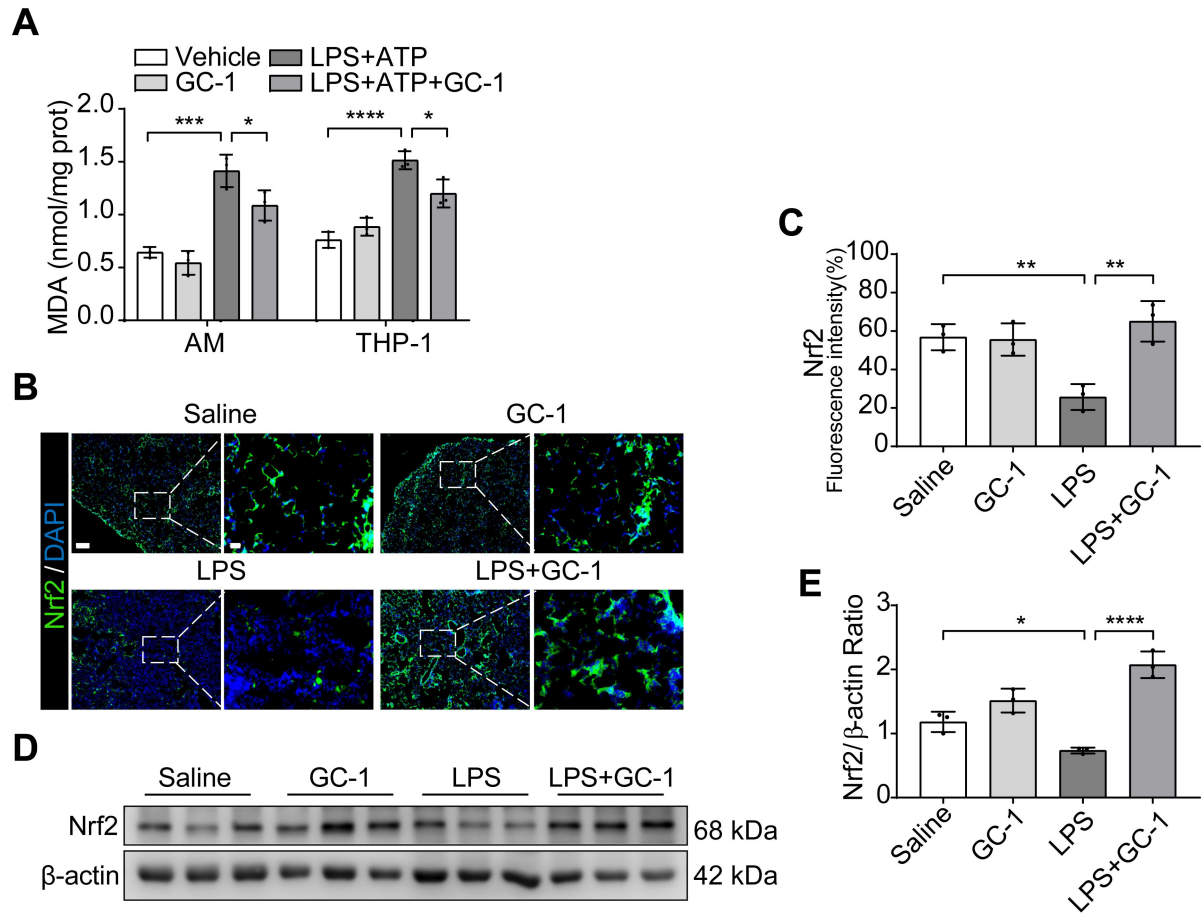 A
Vehicle
LPS+ATP
GC-1
LPS+ATP+GC-1
MDA (nmol/mg prot)
2.0
1.5
1.0
0.5
0.0
***
*
****
*
AM
THP-1
B
Saline
GC-1
Nrf2 / DAPI
LPS
LPS+GC-1
C
Nrf2
Fluorescence intensity(%)
100
80
60
40
20
0
**
**
Saline
GC-1
LPS
LPS+GC-1
D
Saline
GC-1
LPS
LPS+GC-1
Nrf2
68 kDa
β-actin
42 kDa
E
Nrf2/β-actin Ratio
3
2
1
0
*
****
Saline
GC-1
LPS
LPS+GC-1